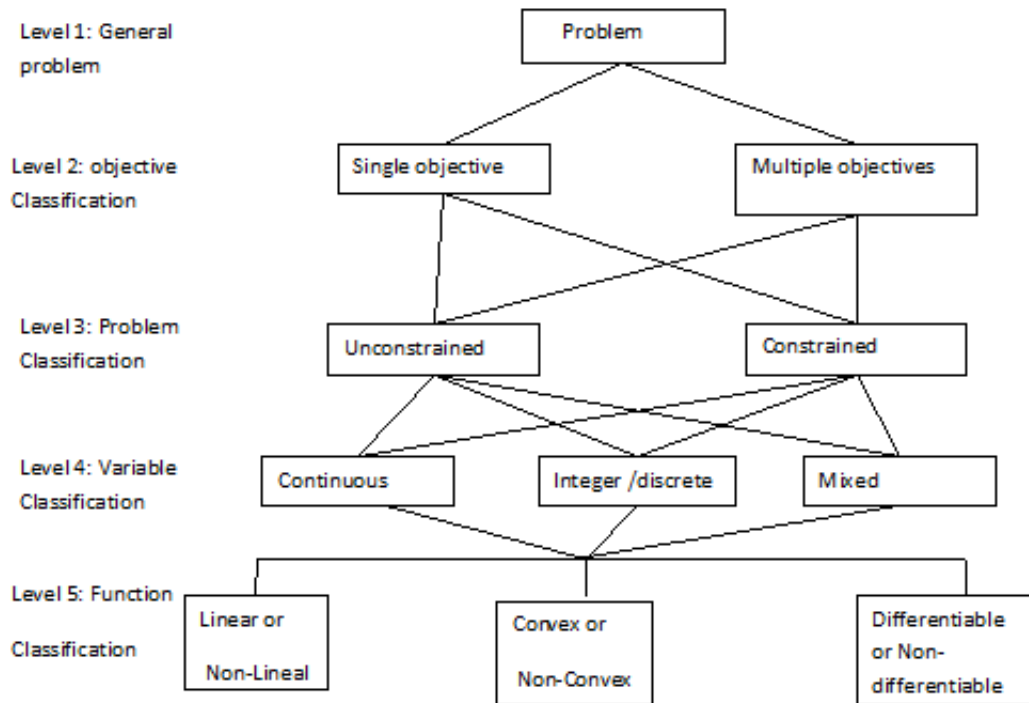 Level 1: General
problem
Problem
Level 2: objective
Classification
Single objective
Multiple objectives
Level 3: Problem
Classification
Unconstrained
Constrained
Level 4: Variable
Classification
Continuous
Integer /discrete
Mixed
Level 5: Function
Classification
Linear or
Non-Lineal
Convex or
Non-Convex
Differentiable
or Non-
differentiable